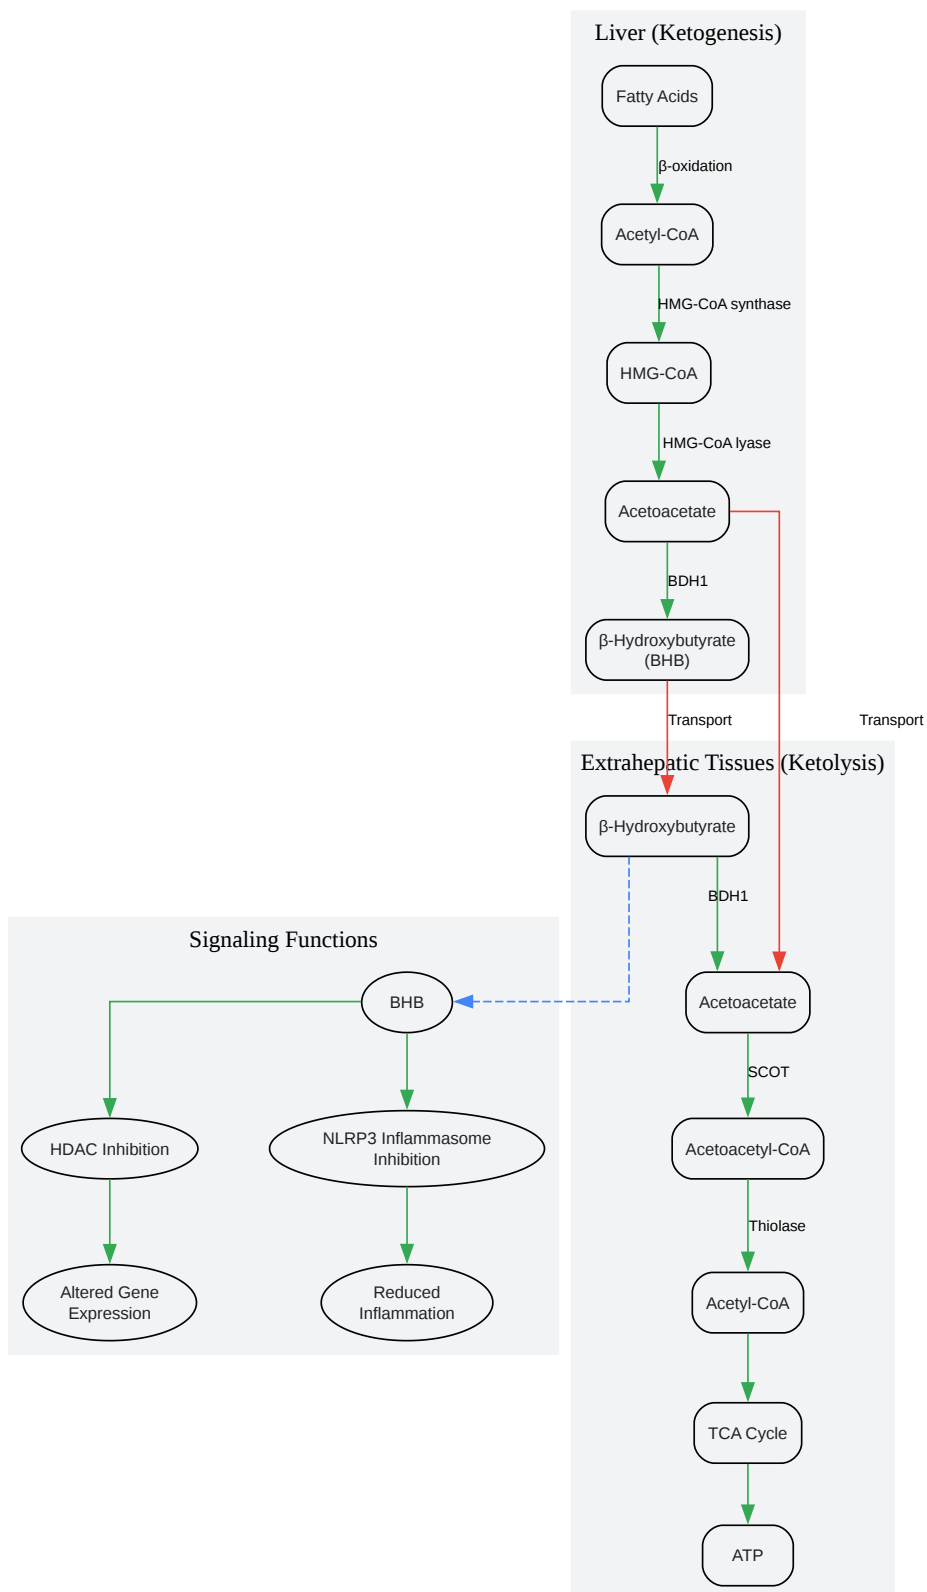 Liver (Ketogenesis)
Fatty Acids
β-oxidation
Acetyl-CoA
HMG-CoA synthase
HMG-CoA
HMG-CoA lyase
Acetoacetate
BDH1
β-Hydroxybutyrate
(BHB)
Transport
Transport
Extrahepatic Tissues (Ketolysis)
β-Hydroxybutyrate
BDH1
Signaling Functions
BHB
Acetoacetate
SCOT
HDAC Inhibition
NLRP3 Inflammasome
Inhibition
Acetoacetyl-CoA
Thiolase
Altered Gene
Expression
Reduced
Inflammation
Acetyl-CoA
TCA Cycle
ATP